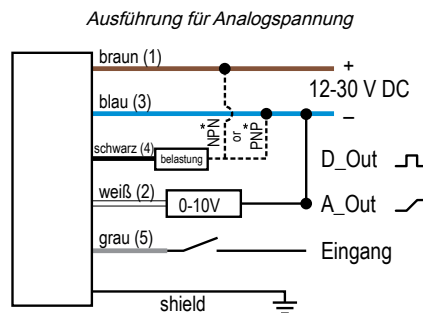 Ausführung für Analogspannung
braun (1)
+
12-30 V DC
blau (3)
–
*NPN
or
*PNP
schwarz (4)
belastung
D_Out
weiß (2)
0-10V
A_Out
grau (5)
Eingang
shield